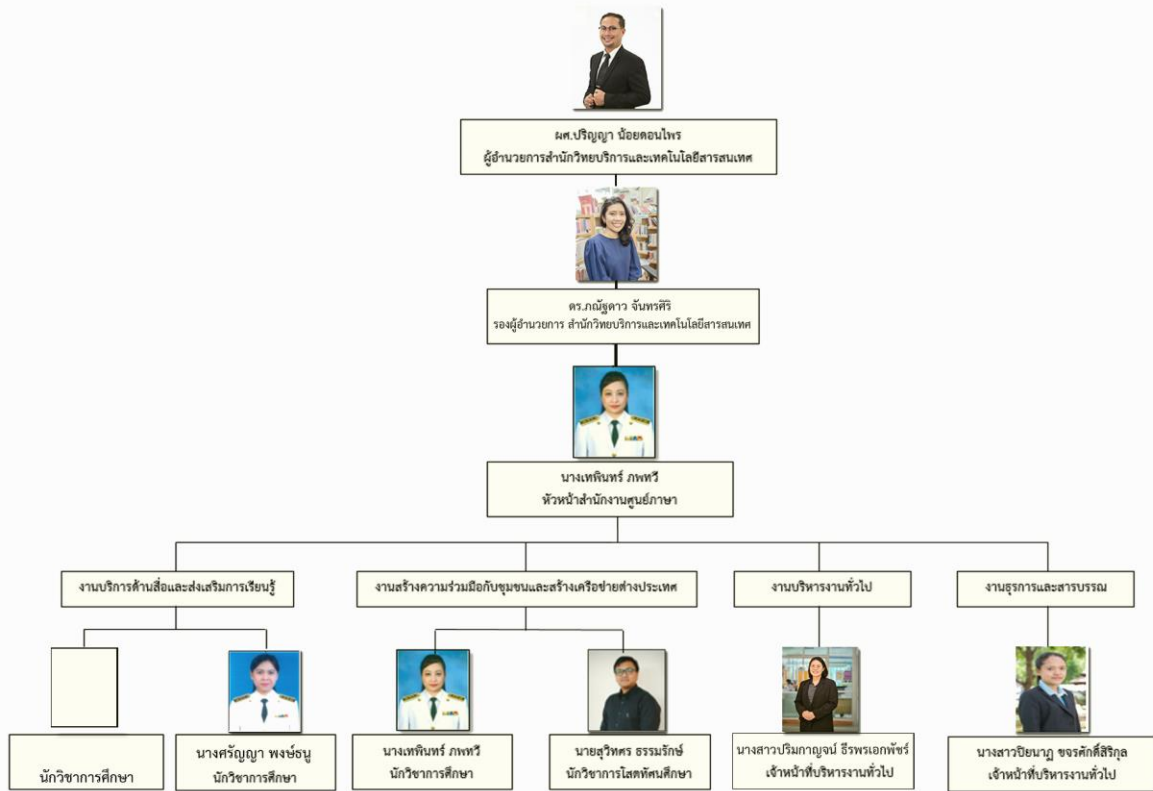 ผศ.ปริญญา น้อยดอนไพร
ผู้อำนวยการสำนักวิทยบริการและเทคโนโลยีสารสนเทศ
ดร.ภณัฐดาว จันทรศิริ
รองผู้อำนวยการ สำนักวิทยบริการและเทคโนโลยีสารสนเทศ
นางเทพินทร์ ภพทวี
หัวหน้าสำนักงานศูนย์ภาษา
งานบริการด้านสื่อและส่งเสริมการเรียนรู้
งานสร้างความร่วมมือกับชุมชนและสร้างเครือข่ายต่างประเทศ
งานบริหารงานทั่วไป
งานธุรการและสารบรรณ
นักวิชาการศึกษา
นางศรัญญา พงษ์ธนู
นักวิชาการศึกษา
นางเทพินทร์ ภพทวี
นักวิชาการศึกษา
นายสุวิทศร ธรรมรักษ์
นักวิชาการโสตทัศนศึกษา
นางสาวปริมกาญจน์ ธีรพรเอกพัชร์
เจ้าหน้าที่บริหารงานทั่วไป
นางสาวปิยนาฏ ขจรศักดิ์สิริกุล
เจ้าหน้าที่บริหารงานทั่วไป